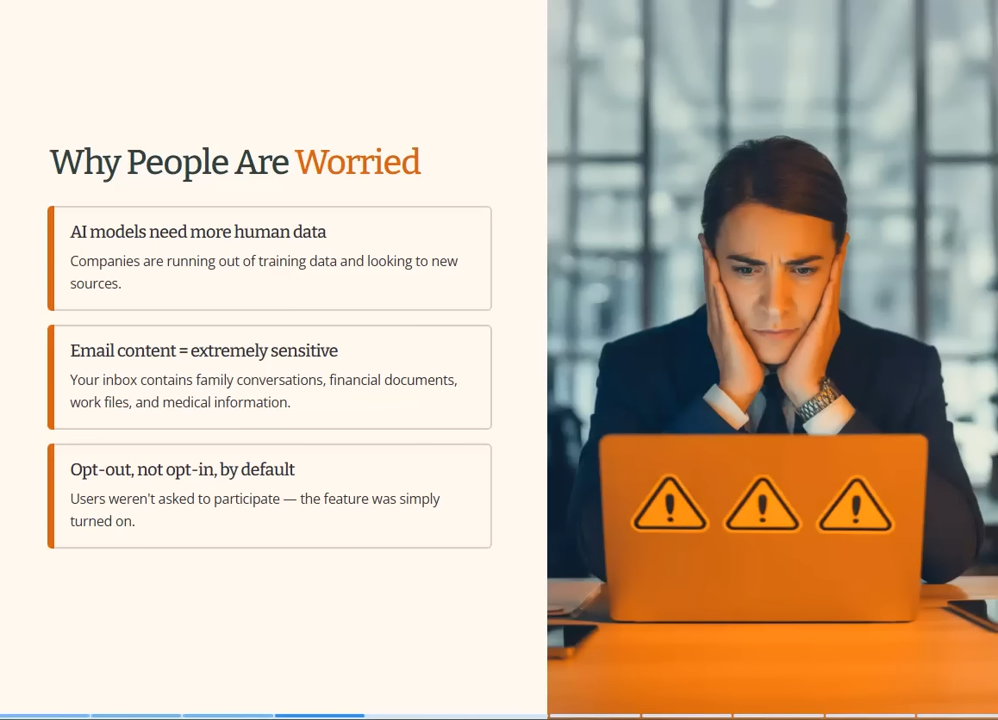 Why People Are Worried
AI models need more human data
Companies are running out of training data and looking to new
sources.
Email content = extremely sensitive
Your inbox contains family conversations, financial documents,
work files, and medical information.
Opt-out, not opt-in, by default
Users weren't asked to participate — the feature was simply
turned on.